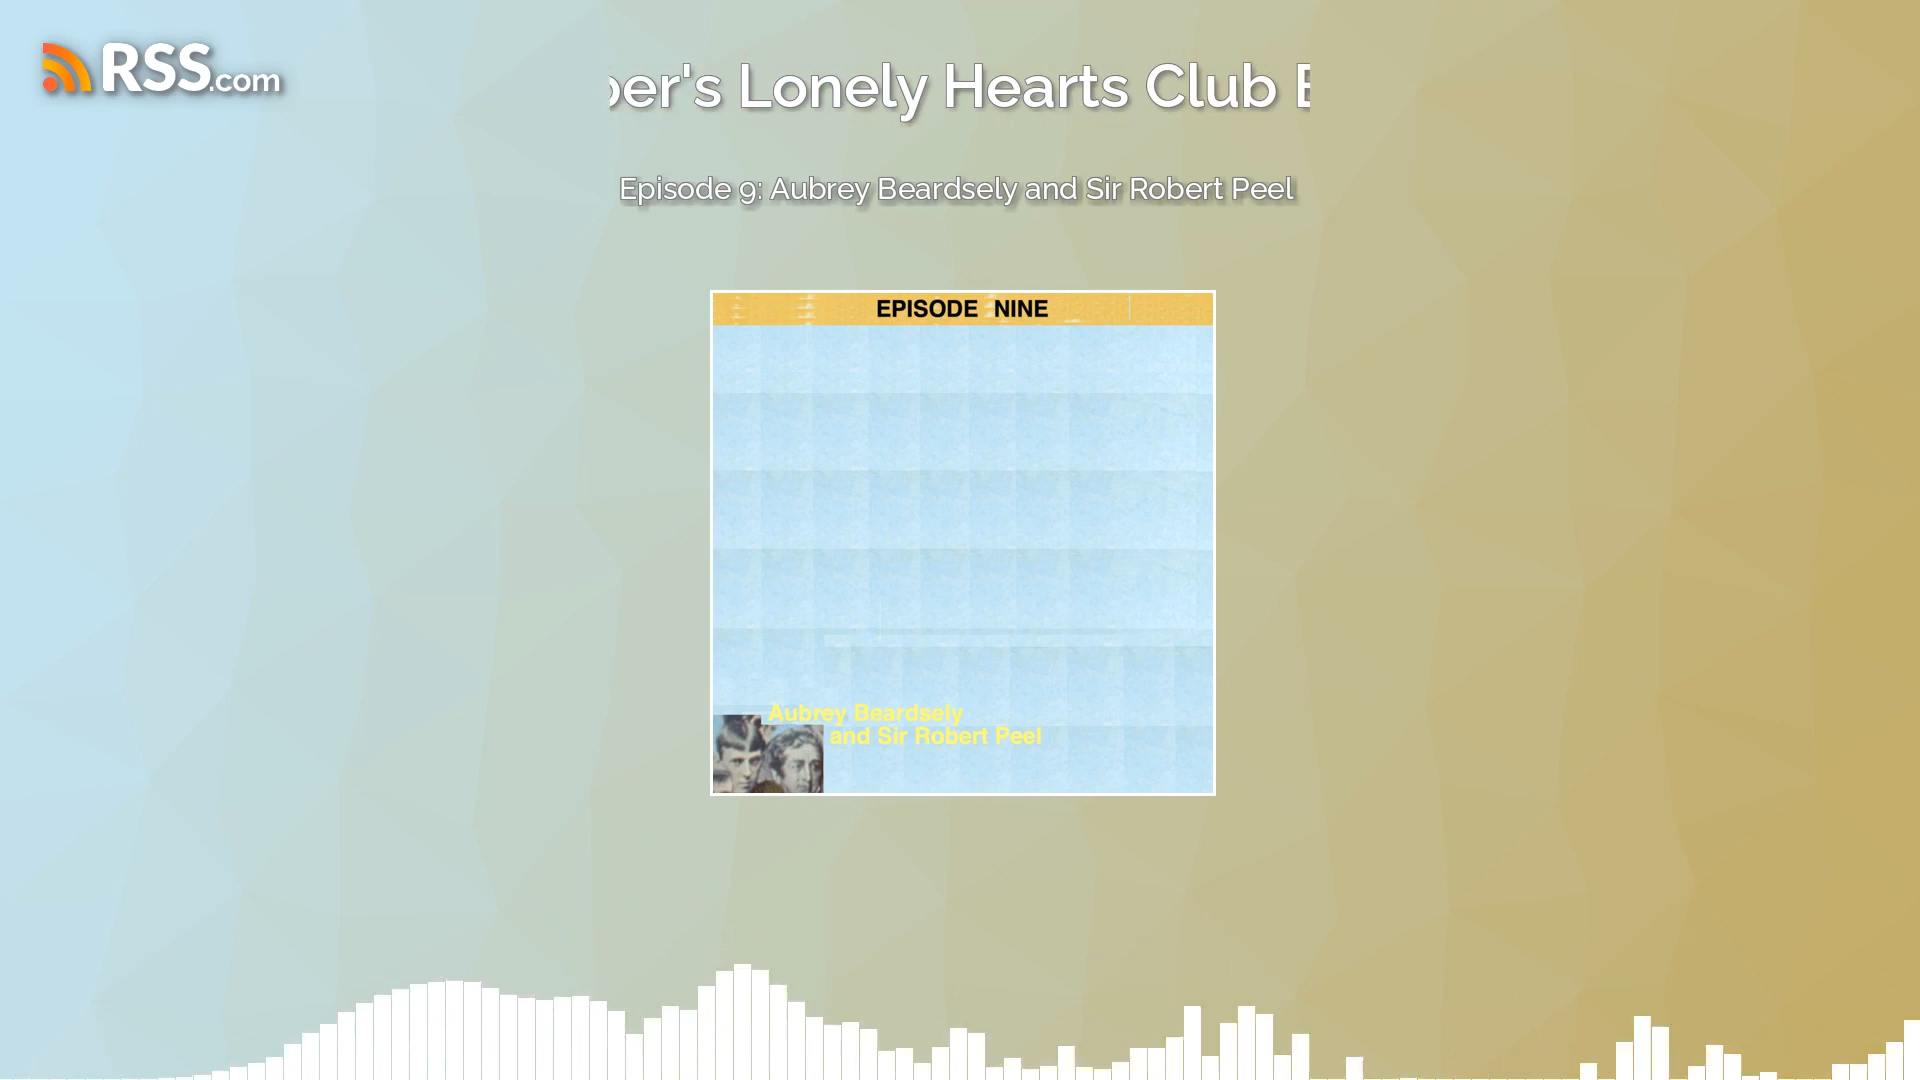 RSS.com
per's Lonely Hearts Club B
Episode 9: Aubrey Beardsely and Sir Robert Peel
EPISODE NINE
Aubrey Beardsely
and Sir Robert Peel